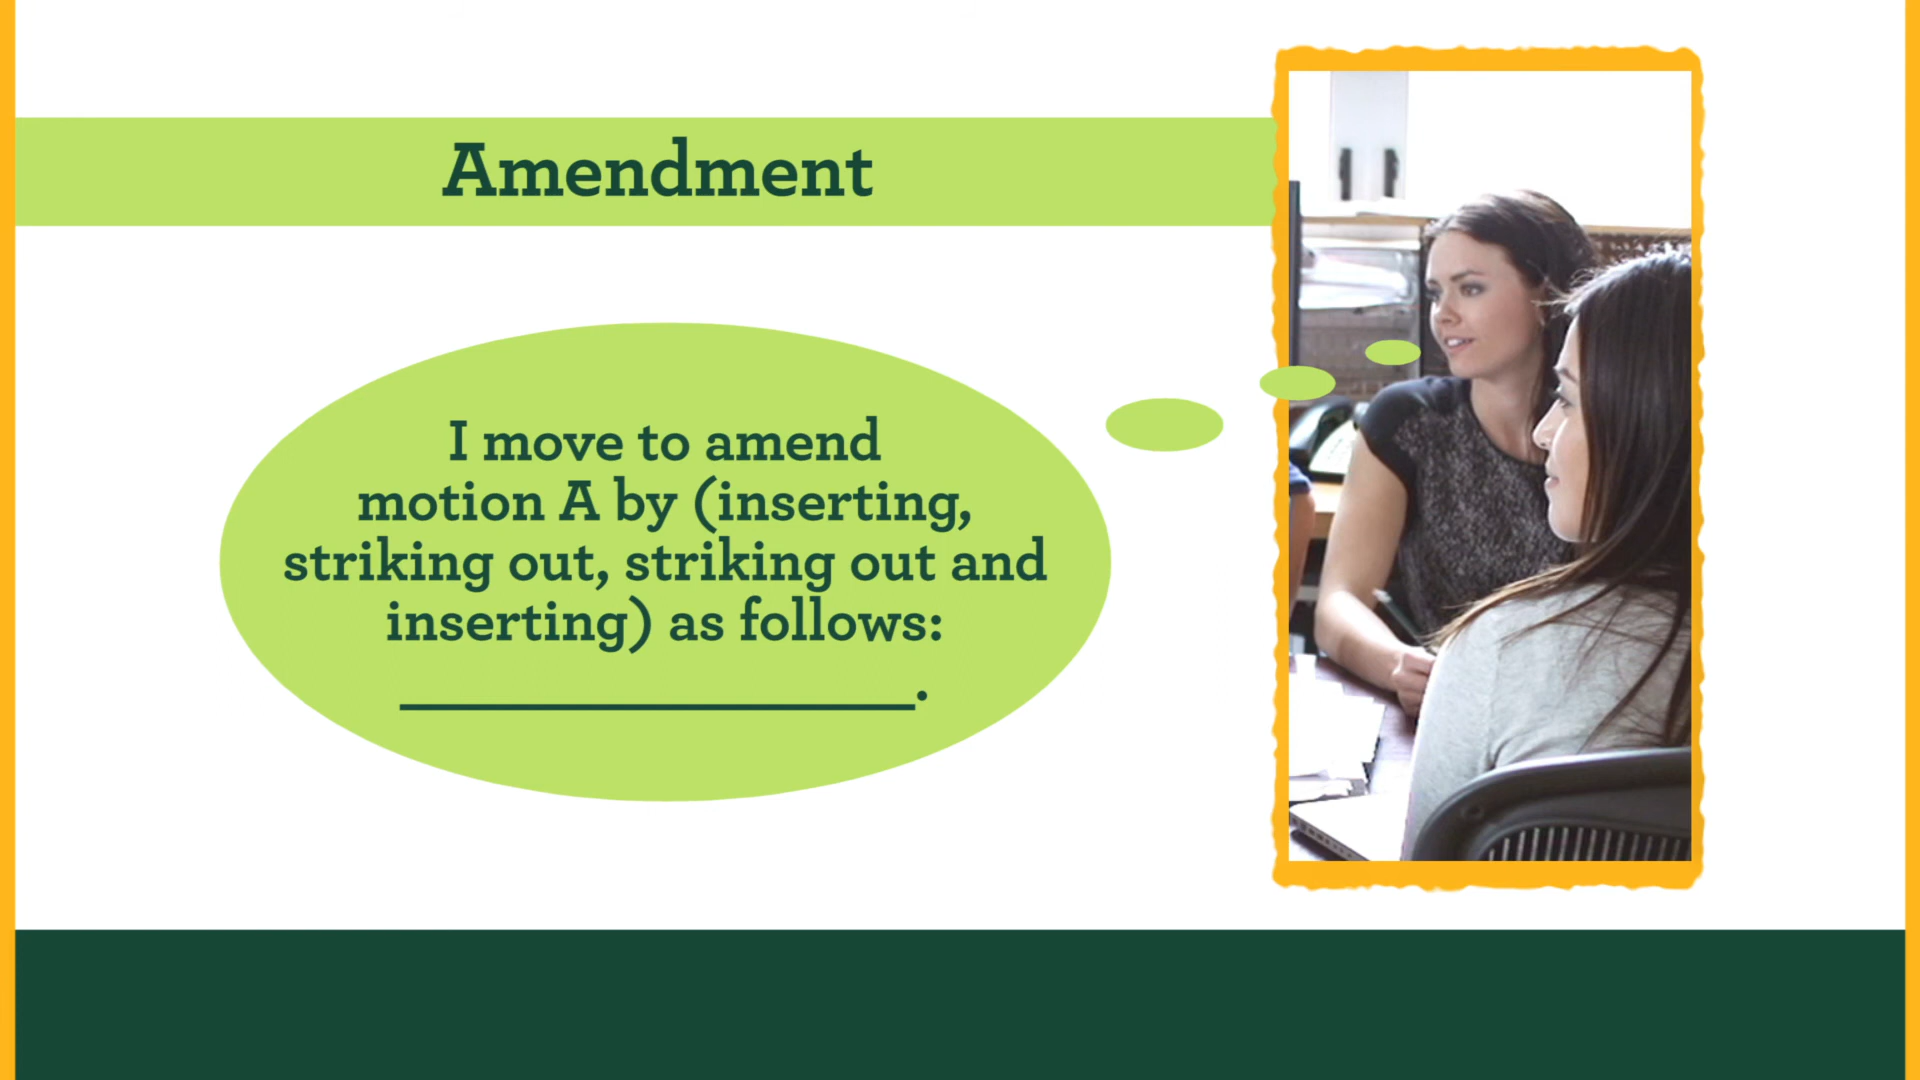 Amendment
I move to amend
motion A by (inserting,
striking out, striking out and
inserting) as follows:
____________________.